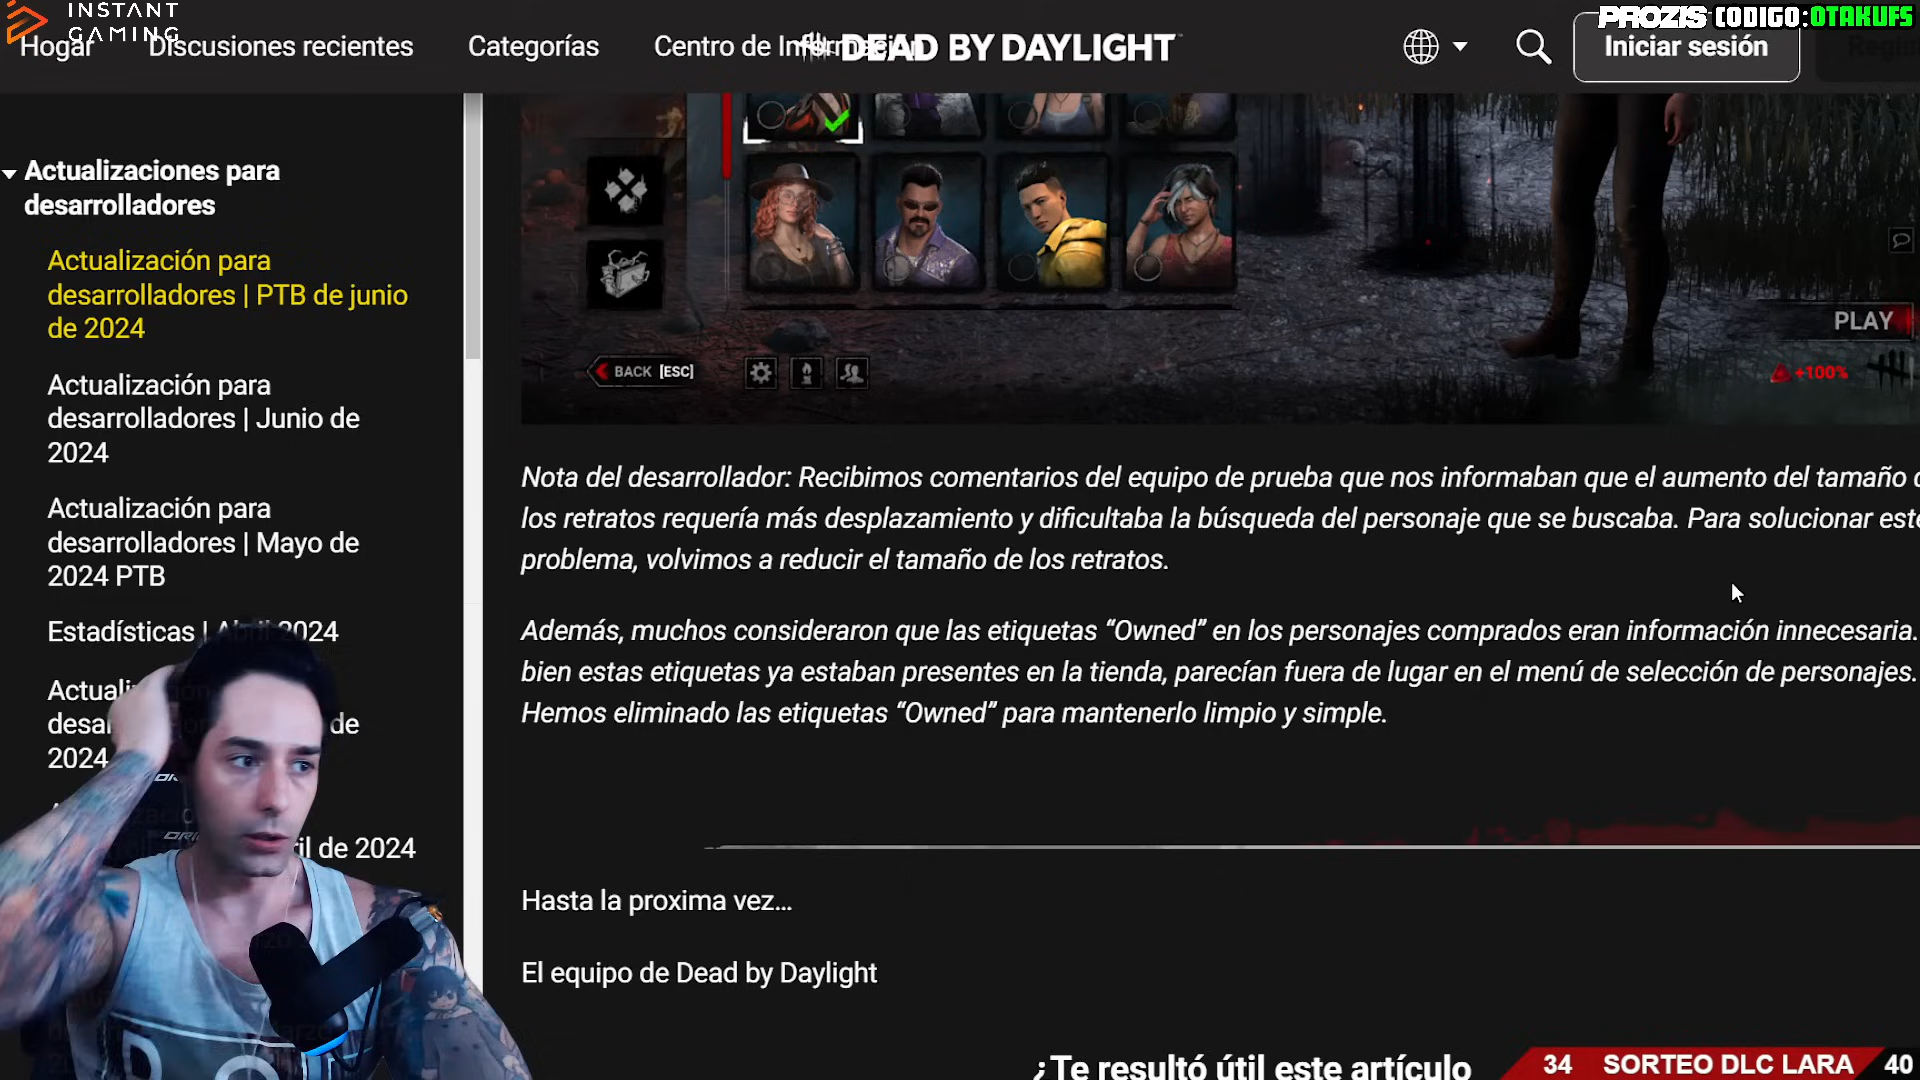 INSTANT
GAMING
PROZIS CODIGO:OTAKUFS
Hogar Discusiones recientes Categorías Centro de Información DEAD BY DAYLIGHT Iniciar sesión
Actualizaciones para
desarrolladores
Actualización para
desarrolladores | PTB de junio
de 2024
Actualización para
desarrolladores | Junio de
2024
Actualización para
desarrolladores | Mayo de
2024 PTB
Estadísticas | Abril 2024
de
2024
de 2024
PLAY
BACK [ESC]
+100%
Nota del desarrollador: Recibimos comentarios del equipo de prueba que nos informaban que el aumento del tamaño
los retratos requería más desplazamiento y dificultaba la búsqueda del personaje que se buscaba. Para solucionar este
problema, volvimos a reducir el tamaño de los retratos.
Además, muchos consideraron que las etiquetas “Owned” en los personajes comprados eran información innecesaria.
bien estas etiquetas ya estaban presentes en la tienda, parecían fuera de lugar en el menú de selección de personajes.
Hemos eliminado las etiquetas “Owned” para mantenerlo limpio y simple.
Hasta la proxima vez…
El equipo de Dead by Daylight
¿Te resultó útil este artículo
34 SORTEO DLC LARA 40